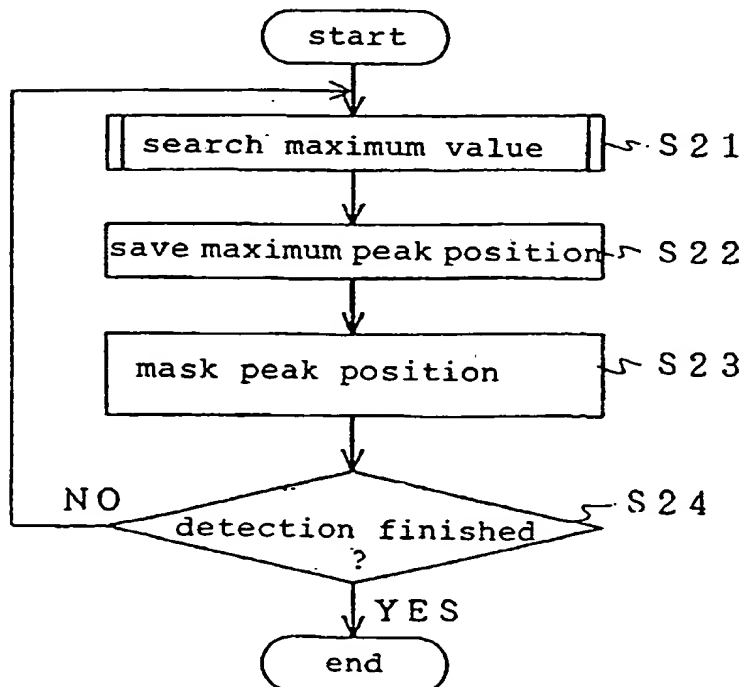 start
search maximum value
S21
save maximum peak position
S22
mask peak position
S23
NO
S24
detection finished
?
YES
end